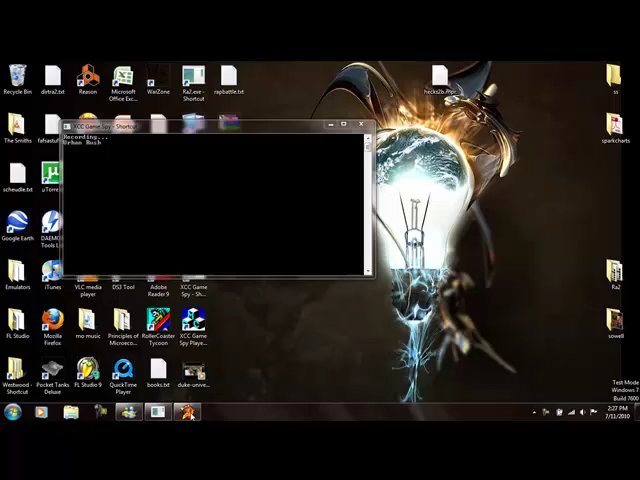 Recycle Bin
dirtra2.txt
Reason
Microsoft
Office Exc...
WarZone
Ra2.exe -
Shortcut
rapbattle.txt
XCC Game Spy - Shortcut
Recording...
Urban Rush
The Smiths
scheudle.txt
Google Earth
iTunes
VLC media
player
DS3 Tool
Adobe
Reader 9
XCC Game
Spy - Sh...
Emulators
FL Studio
Mozilla
Firefox
mo music
Principles of
Microeco...
RollerCoaster
Tycoon
XCC Game
Spy Playe...
Westwood -
Shortcut
Pocket Tanks
Deluxe
FL Studio 9
QuickTime
Player
books.txt
duke-unive...
sparkcharts
Ra2
sowell
Test Mode
Windows 7
Build 7600
2:27 PM
7/11/2010